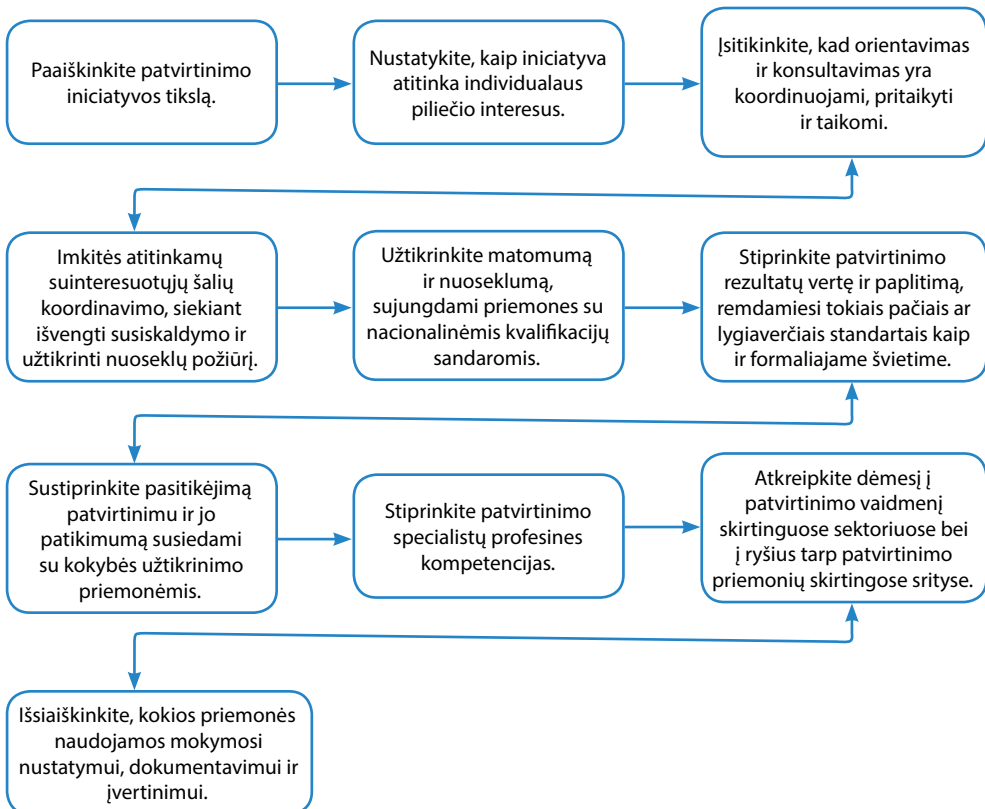 Paaiškinkite patvirtinimo
iniciatyvos tikslą.
Nustatykite, kaip iniciatyva
atitinka individualaus
piliečio interesus.
Įsitikinkite, kad orientavimas
ir konsultavimas yra
koordinuojami, pritaikyti
ir taikomi.
Imkitės atitinkamų
suinteresuotųjų šalių
koordinavimo, siekiant
išvengti susiskaldymo ir
užtikrinti nuoseklų požiūrį.
Užtikrinkite matomumą
ir nuoseklumą,
sujungdami priemones su
nacionalinėmis kvalifikacijų
sandaromis.
Stiprinkite patvirtinimo
rezultatų vertę ir paplitimą,
remdamiesi tokiais pačiais ar
lygiaverčiais standartais kaip
ir formaliajame švietime.
Sustiprinkite pasitikėjimą
patvirtinimu ir jo
patikimumą susiedami
su kokybės užtikrinimo
priemonėmis.
Stiprinkite patvirtinimo
specialistų profesines
kompetencijas.
Atkreipkite dėmesį į
patvirtinimo vaidmenį
skirtinguose sektoriuose bei
į ryšius tarp patvirtinimo
priemonių skirtingose srityse.
Išsiaiškinkite, kokios priemonės
naudojamos mokymosi
nustatymui, dokumentavimui ir
įvertinimui.